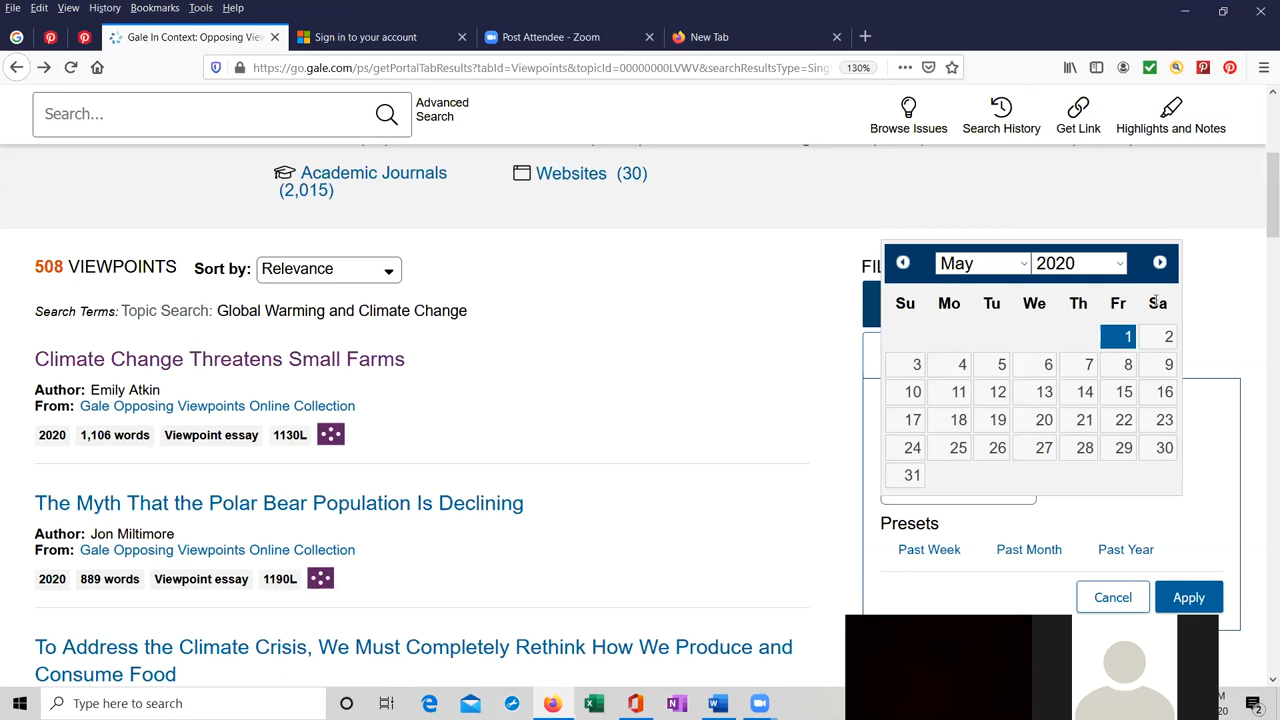 File Edit View History Bookmarks Tools Help
Gale In Context: Opposing View
Sign in to your account
Post Attendee - Zoom
New Tab
https://go.gale.com/ps/getPortalTabResults?tabId=Viewpoints&topicId=00000000LVWV&searchResultsType=Sing
130%
Search...
Advanced
Search
Browse Issues
Search History
Get Link
Highlights and Notes
Academic Journals
(2,015)
Websites (30)
508 VIEWPOINTS Sort by: Relevance
Search Terms: Topic Search: Global Warming and Climate Change
Climate Change Threatens Small Farms
Author: Emily Atkin
From: Gale Opposing Viewpoints Online Collection
2020 1,106 words Viewpoint essay 1130L
The Myth That the Polar Bear Population Is Declining
Author: Jon Miltimore
From: Gale Opposing Viewpoints Online Collection
2020 889 words Viewpoint essay 1190L
To Address the Climate Crisis, We Must Completely Rethink How We Produce and
Consume Food
FIL
May 2020
Su Mo Tu We Th Fr Sa
1 2
3 4 5 6 7 8 9
10 11 12 13 14 15 16
17 18 19 20 21 22 23
24 25 26 27 28 29 30
31
Presets
Past Week Past Month Past Year
Cancel Apply
Type here to search
M
20
2